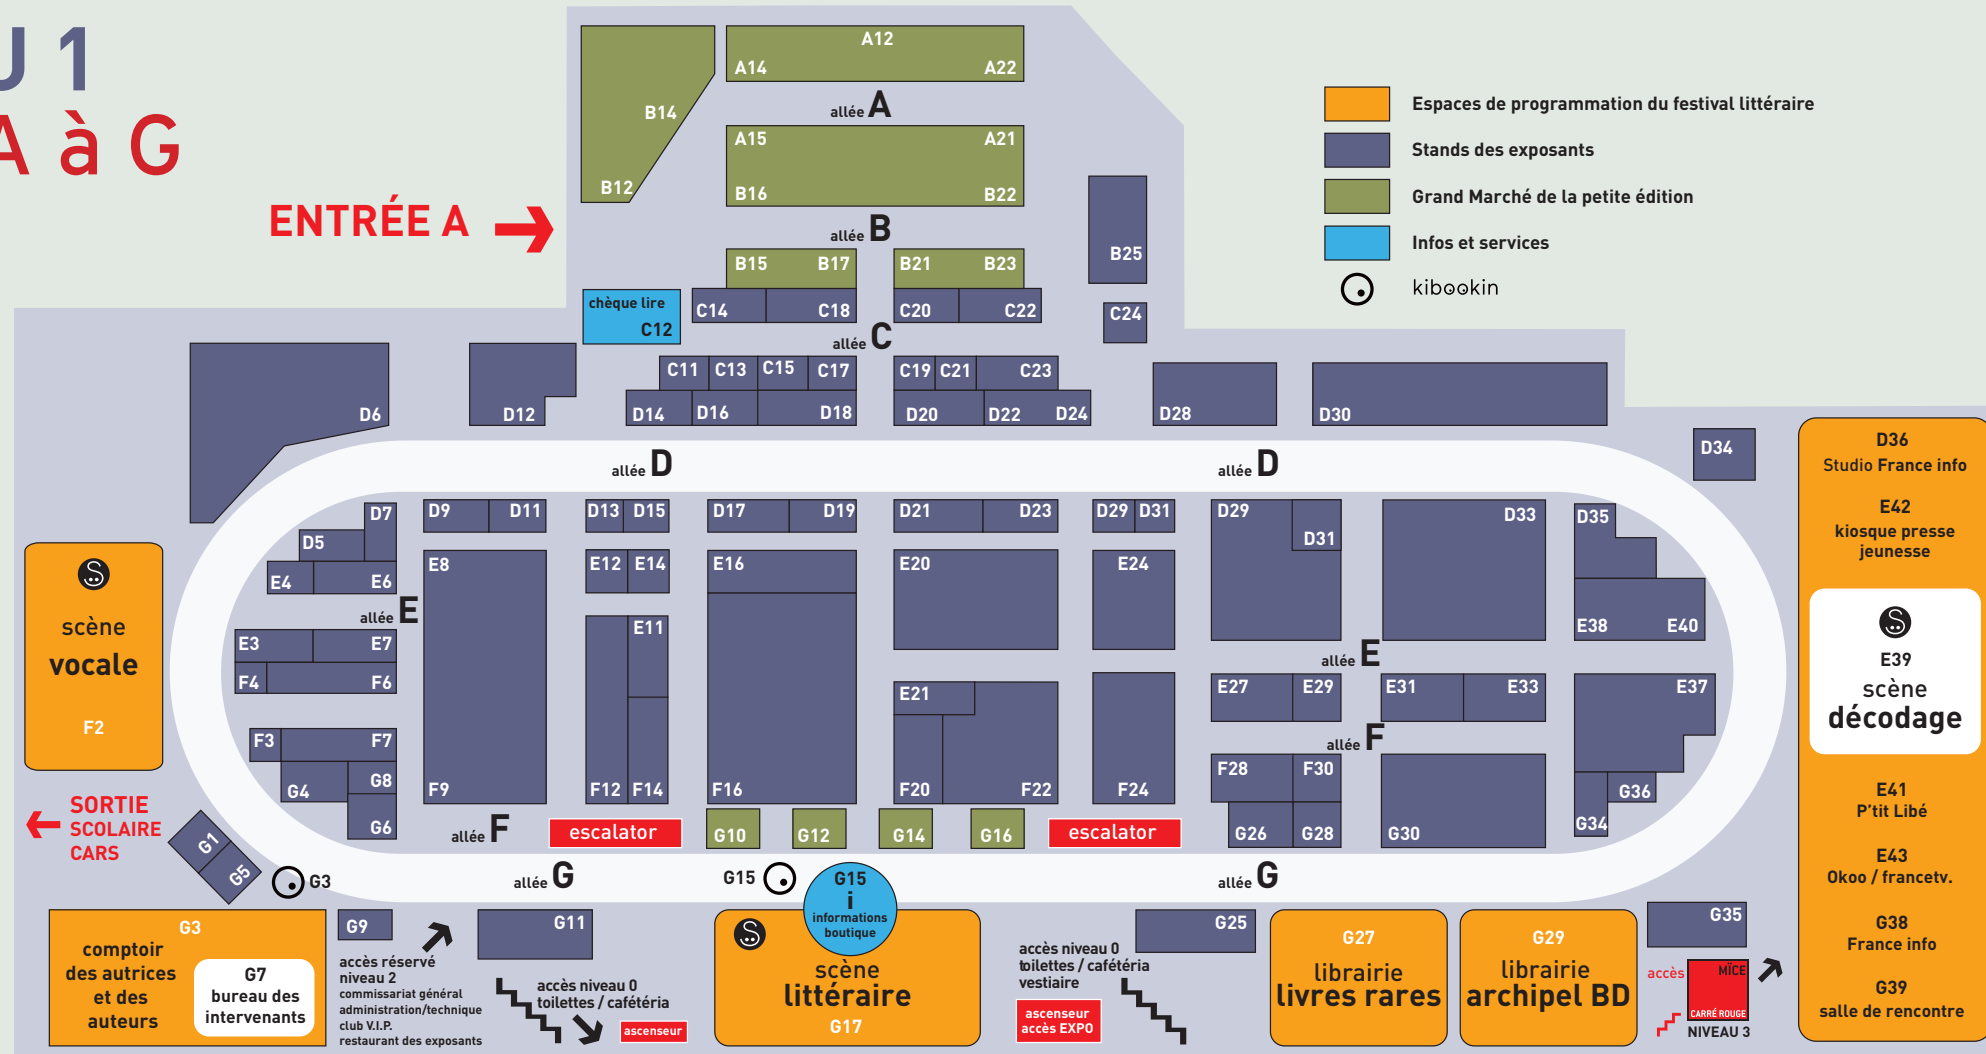 U 1
A à G
ENTRÉE A
A12
A14 A22
allée A
B14
B12
A15 A21
B16 B22
allée B
B15 B17
B21 B23
B25
chèque lire
C12
C14 C18
C20 C22
C24
allée C
C11 C13 C15 C17
C19 C21 C23
D6
D12
D14 D16 D18
D20 D22 D24
D28
D30
D34
Espaces de programmation du festival littéraire
Stands des exposants
Grand Marché de la petite édition
Infos et services
kibookin
allée D
allée D
D7
D5
D9 D11
D13 D15
D17 D19
D21 D23
D29 D31
D29
D31
D33
D35
E4 E6
allée E
E8
E12 E14
E16
E20
E24
E38 E40
E3 E7
F4 F6
E11
allée E
E21
E27 E29
E31 E33
E37
allée F
F3 F7
G4 G8
G6
F9
F12 F14
F16
F20 F22
F24
F28 F30
G26 G28
G30
G36
G34
allée F
escalator
G10
G12
G14
G16
escalator
allée G
allée G
scène
vocale
F2
SORTIE
SCOLAIRE
CARS
G1
G5
G3
G3
comptoir
des autrices
et des
auteurs
G7
bureau des
intervenants
G9
accès réservé
niveau 2
commissariat général
administration/technique
club V.I.P.
restaurant des exposants
G11
accès niveau 0
toilettes / cafétéria
ascenseur
G15
G15
i
informations
boutique
scène
littéraire
G17
accès niveau 0
toilettes / cafétéria
vestiaire
ascenseur
accès EXPO
G25
G27
librairie
livres rares
G29
librairie
archipel BD
G35
accès
MÏCE
CARRÉ ROUGE
NIVEAU 3
D36
Studio France info
E42
kiosque presse
jeunesse
E39
scène
décodage
E41
P'tit Libé
E43
Okoo / francetv.
G38
France info
G39
salle de rencontre